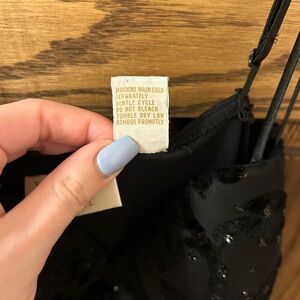 MACHINE WASH COLD
SEPARATELY
GENTLE CYCLE
DO NOT BLEACH
TUMBLE DRY LOW
REMOVE PROMPTLY